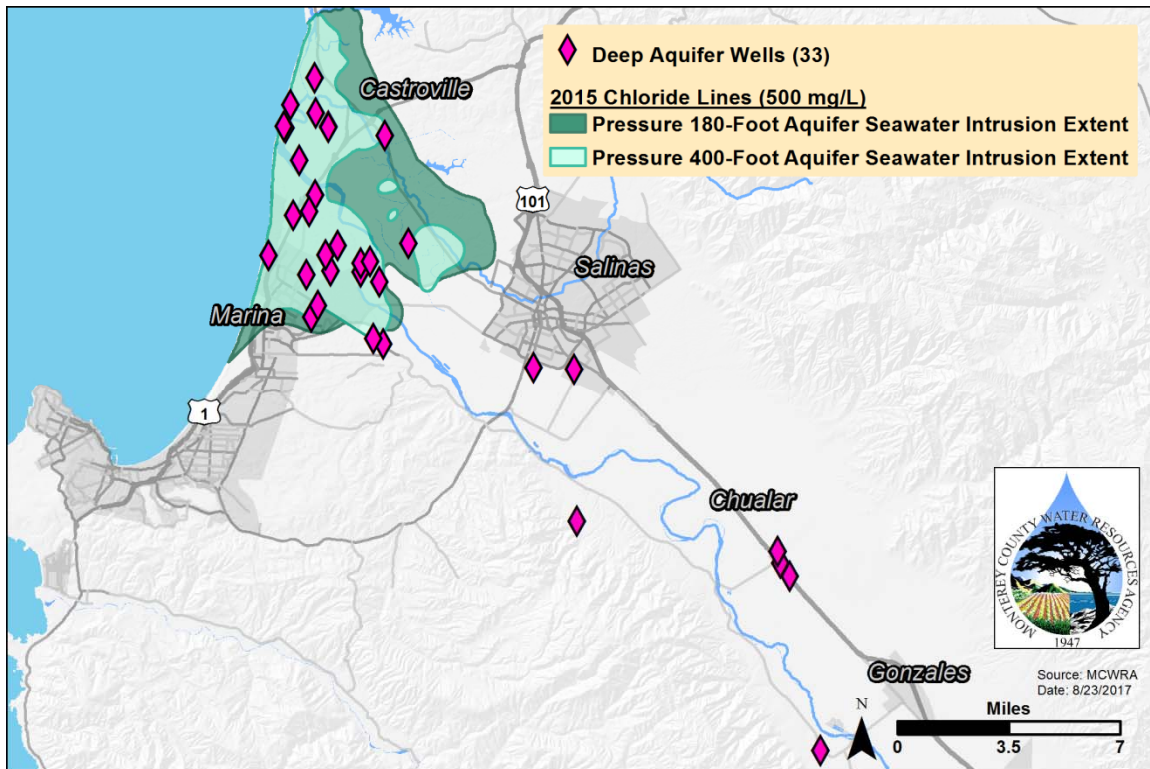 Deep Aquifer Wells (33)
2015 Chloride Lines (500 mg/L)
Pressure 180-Foot Aquifer Seawater Intrusion Extent
Pressure 400-Foot Aquifer Seawater Intrusion Extent
Castroville
101
Salinas
Marina
1
Chualar
Gonzales
MONTEREY COUNTY WATER RESOURCES AGENCY
1947
Source: MCWRA
Date: 8/23/2017
N
Miles
0 3.5 7